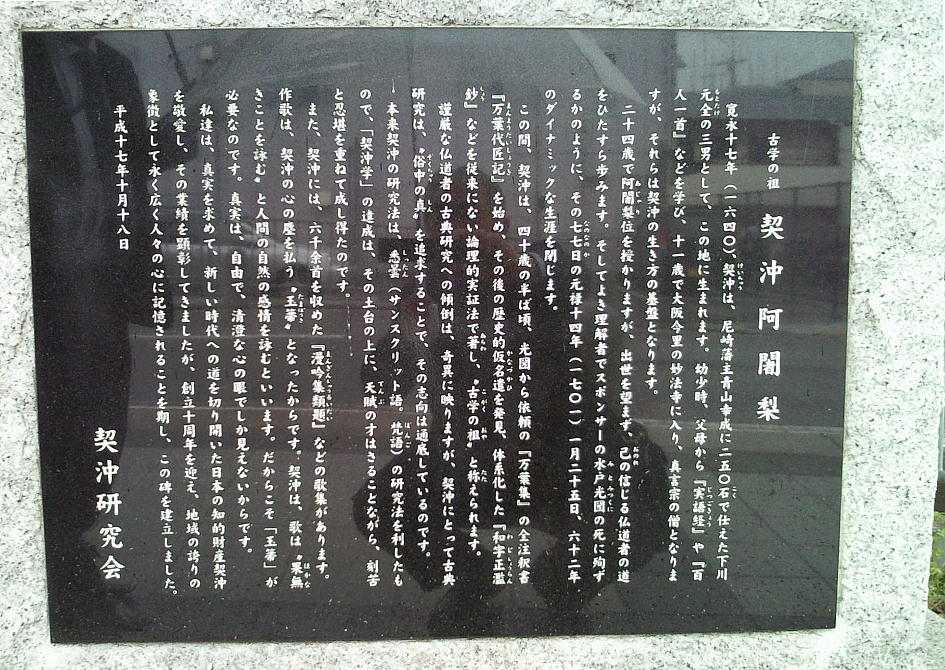 古学の祖 契沖阿闍梨
寛永十七年（一六四〇）、契沖は、尼崎藩主青山幸成に二五〇石で仕えた下川
元全の三男として、この地に生まれます。幼少時、父母から『実語経』や『百
人一首』などを学び、十一歳で大阪今里の妙法寺に入り、真言宗の僧となりま
すが、それらは契沖の生き方の基盤となります。
二十四歳で阿闍梨位を授かりますが、出世を望まず、己の信じる仏道者の道
をひたすら歩みます。そしてよき理解者でスポンサーの水戸光圀の死に殉ず
るかのように、その七七日の元禄十四年（一七〇一）一月二十五日、六十二年
のダイナミックな生涯を閉じます。
この間、契沖は、四十歳の半ば頃、光圀から依頼の『万葉集』の全注釈書
『万葉代匠記』を始め、その後の歴史的仮名遣を発見、体系化した『和字正濫
鈔』などを従来にない論理的実証法で著し、〝古学の祖〟と称えられます。
謹厳な仏道者の古典研究への傾倒は、奇異に映りますが、契沖にとって古典
研究は、〝俗中の真〟を追求することで、その志向は通底しているのです。
本来契沖の研究法は、悉曇（サンスクリット語。梵語）の研究法を利したも
ので、「契沖学」の達成は、その土台の上に、天賦の才はさることながら、刻苦
と忍堪を重ねて成し得たのです。
また、契沖には、六千余首を収めた『漫吟集類題』などの歌集があります。
作歌は、契沖の心の塵を払う〝玉箒〟となったからです。契沖は、歌は〝果無
きことを詠む〟と人間の自然の感情を詠むといいます。だからこそ「玉箒」が
必要なのです。真実は、自由で、清澄な心の眼でしか見えないからです。
私達は、真実を求めて、新しい時代への道を切り開いた日本の知的財産契沖
を敬愛し、その業績を顕彰してきましたが、創立十周年を迎え、地域の誇りの
象徴として永く広く人々の心に記憶されることを期し、この碑を建立しました。
平成十七年十月十八日
契沖研究会